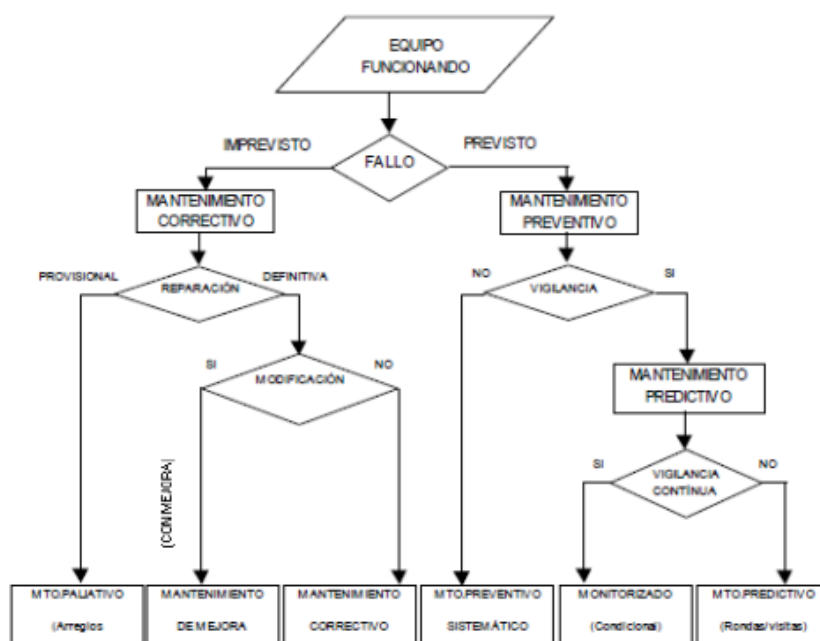 EQUIPO
FUNCIONANDO
IMPREVISTO
PREVISTO
FALLO
MANTENIMIENTO
CORRECTIVO
MANTENIMIENTO
PREVENTIVO
PROVISIONAL
DEFINITIVA
REPARACIÓN
NO
SI
VIGILANCIA
SI
NO
MODIFICACIÓN
MANTENIMIENTO
PREDICTIVO
(CON MEJORA)
SI
NO
VIGILANCIA
CONTÍNUA
MTO.PALIATIVO
(Arreglos
MANTENIMIENTO
DE MEJORA
MANTENIMIENTO
CORRECTIVO
MTO.PREVENTIVO
SISTEMÁTICO
MONITORIZADO
(Condicional)
MTO.PREDICTIVO
(Rondas/visitas)